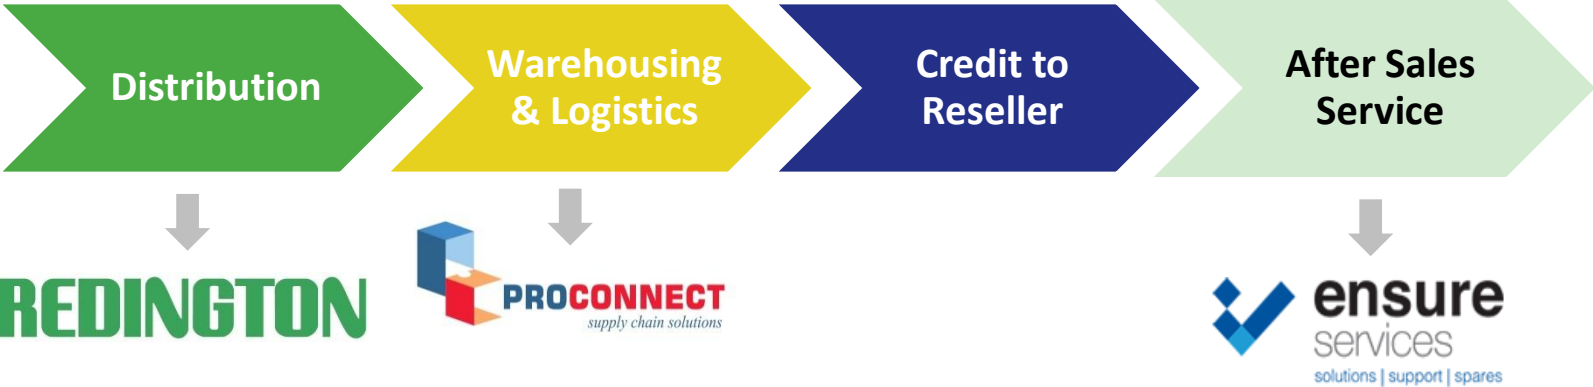 Distribution
Warehousing
& Logistics
Credit to
Reseller
After Sales
Service
REDINGTON
PROCONNECT
supply chain solutions
ensure
services
solutions | support | spares